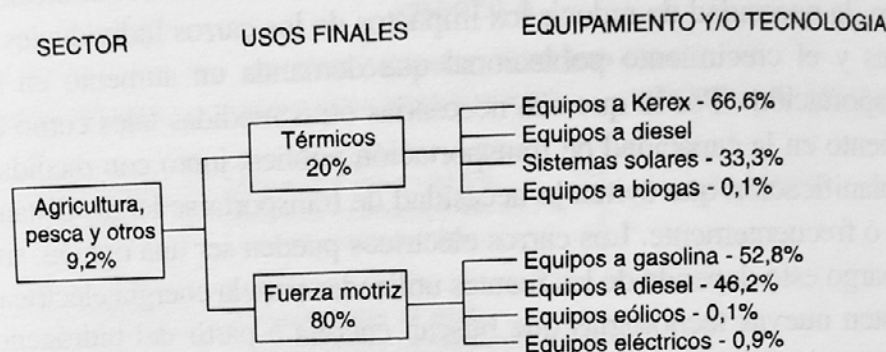 SECTOR
USOS FINALES
EQUIPAMIENTO Y/O TECNOLOGIA
Agricultura,
pesca y otros
9,2%
Térmicos
20%
Equipos a Kerex - 66,6%
Equipos a diesel
Sistemas solares - 33,3%
Equipos a biogas - 0,1%
Fuerza motriz
80%
Equipos a gasolina - 52,8%
Equipos a diesel - 46,2%
Equipos eólicos - 0,1%
Equipos eléctricos - 0,9%